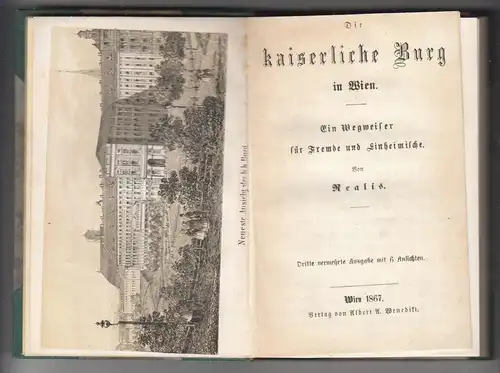 Neueste Ansicht der k.k. Burg
Die
kaiserliche Burg
in Wien.
Ein Wegweiser
für Fremde und Einheimische.
Von
Realis.
Dritte vermehrte Ausgabe mit 6 Ansichten.
Wien 1867.
Verlag von Albert A. Wenedikt.